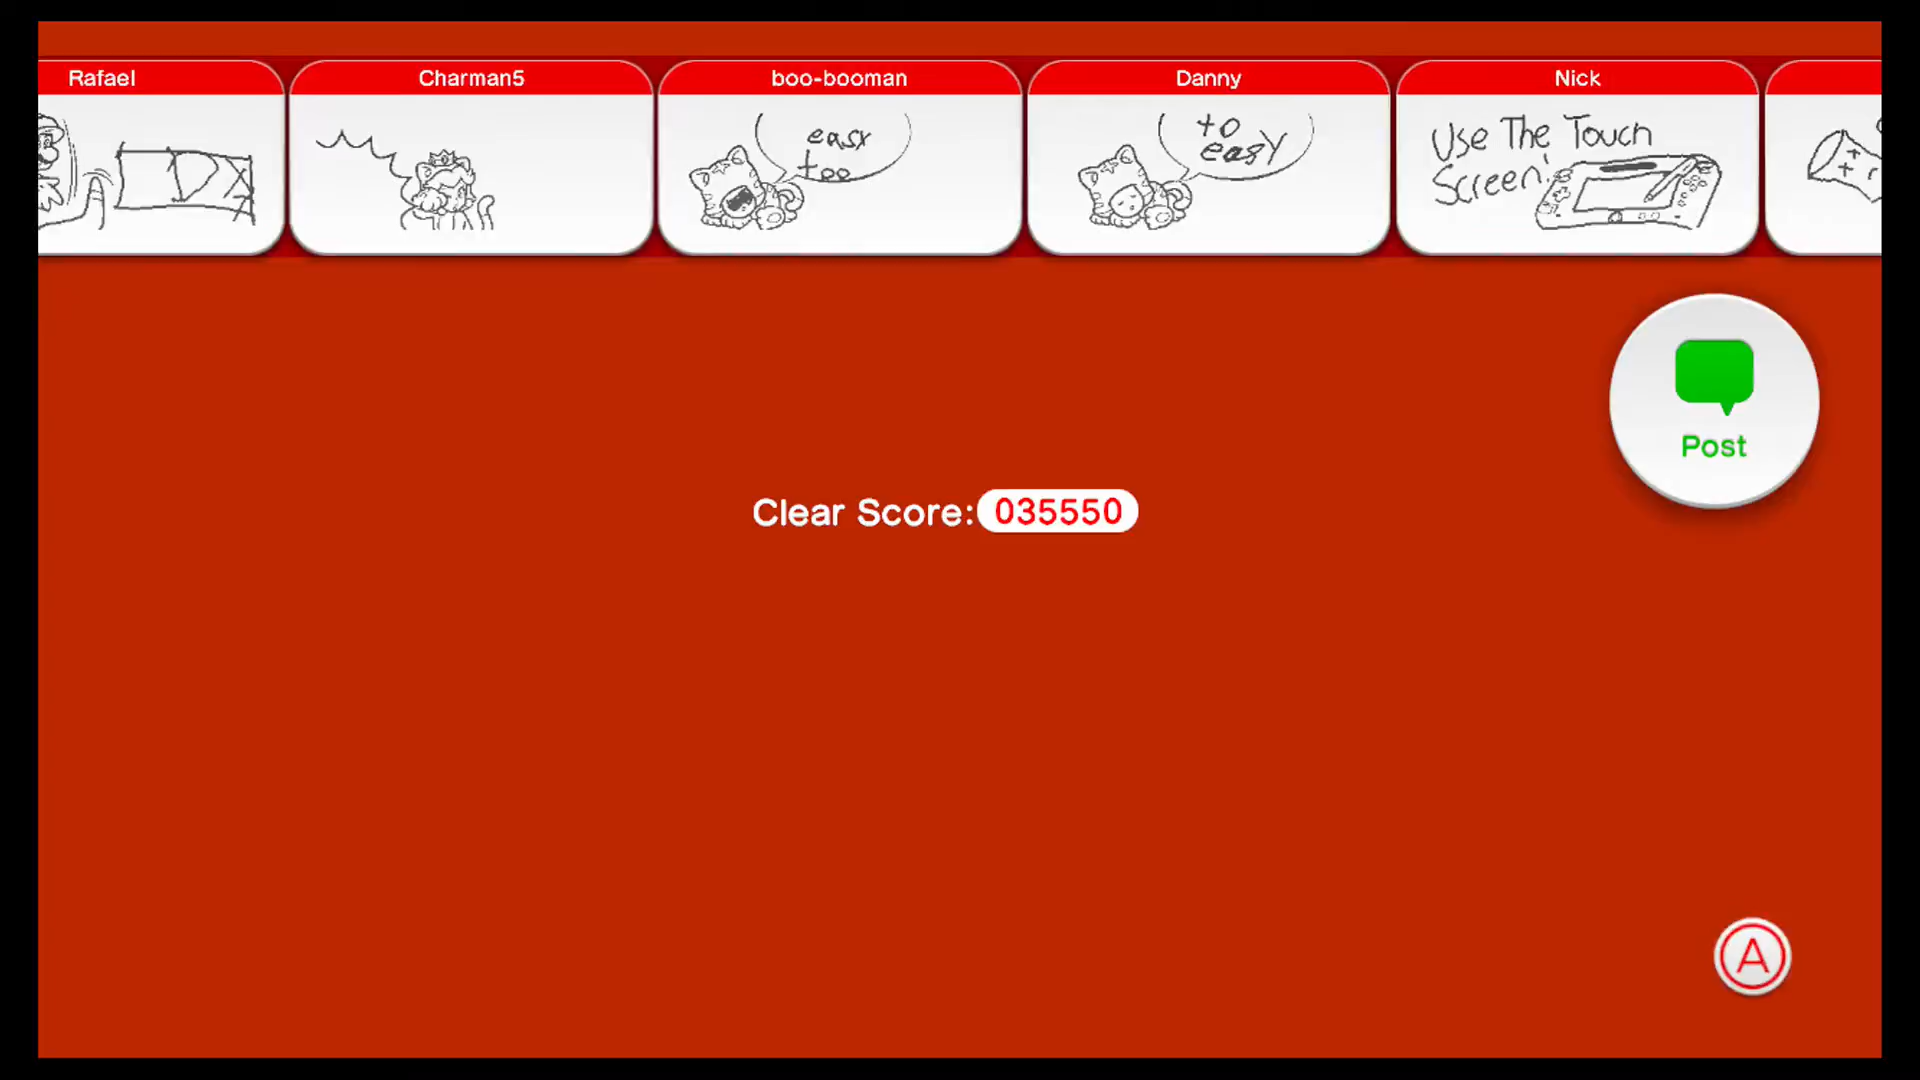 Rafael
Charman5
boo-booman
easy
too
Danny
to
easy
Nick
Use The Touch
Screen!
Post
Clear Score: 035550
A